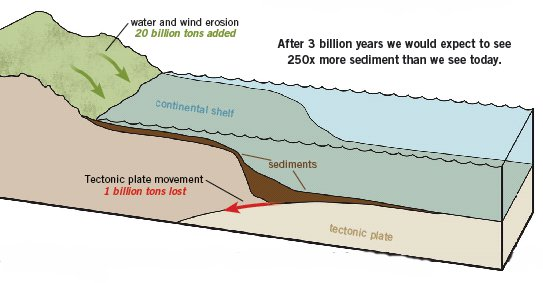 water and wind erosion
20 billion tons added
After 3 billion years we would expect to see
250x more sediment than we see today.
continental shelf
sediments
Tectonic plate movement
1 billion tons lost
tectonic plate